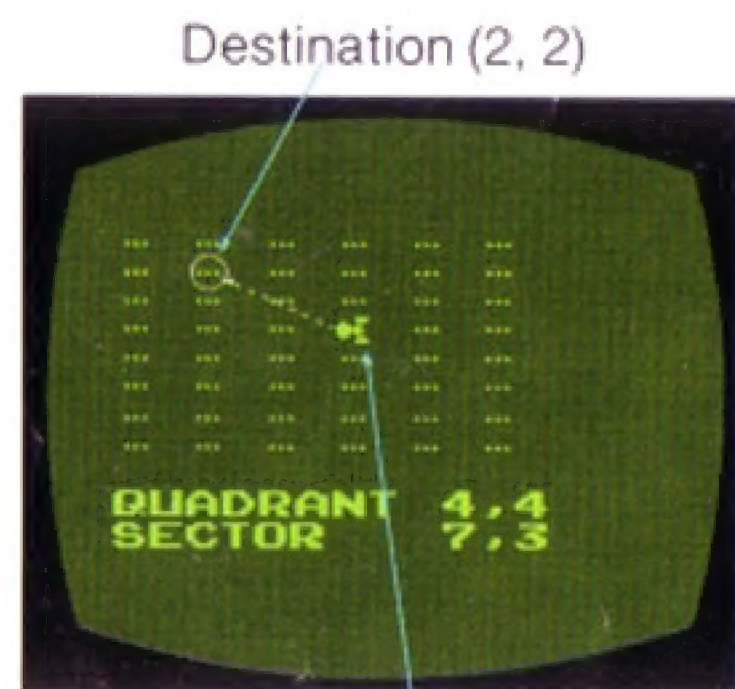 Destination (2, 2)
QUADRANT 4,4
SECTOR 7,3